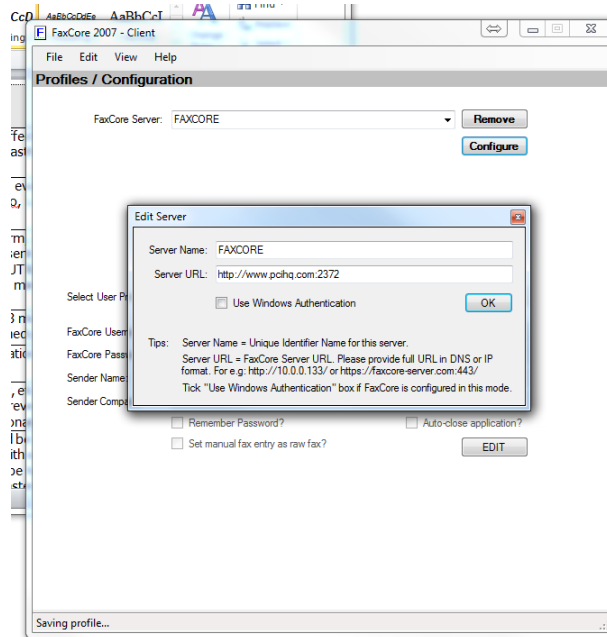 AaBbCcDdEe AaBbCcI
FaxCore 2007 - Client
File Edit View Help
Profiles / Configuration
FaxCore Server: FAXCORE Remove
Configure
Edit Server
Server Name: FAXCORE
Server URL: http://www.pcihq.com:2372
Use Windows Authentication OK
Tips: Server Name = Unique Identifier Name for this server.
Server URL = FaxCore Server URL. Please provide full URL in DNS or IP
format. For e.g: http://10.0.0.133/ or https://faxcore-server.com:443/
Tick "Use Windows Authentication" box if FaxCore is configured in this mode.
Select User Pr
FaxCore Usern
FaxCore Passw
Sender Name:
Sender Compa
Remember Password? Auto-close application?
Set manual fax entry as raw fax? EDIT
Saving profile...